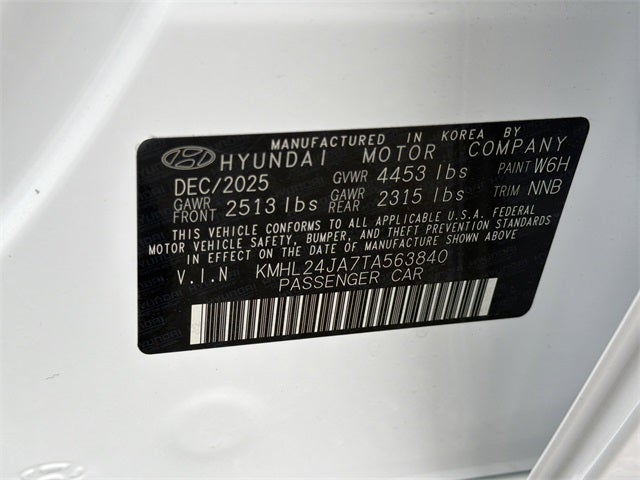 MANUFACTURED IN KOREA BY
HYUNDAI MOTOR COMPANY
DEC/2025 GVWR 4453 lbs PAINT W6H
GAWR FRONT 2513 lbs GAWR REAR 2315 lbs TRIM NNB
THIS VEHICLE CONFORMS TO ALL APPLICABLE U.S.A. FEDERAL
MOTOR VEHICLE SAFETY, BUMPER, AND THEFT PREVENTION STANDARDS
IN EFFECT ON THE DATE OF MANUFACTURE SHOWN ABOVE.
V.I.N KMHL24JA7TA563840
PASSENGER CAR